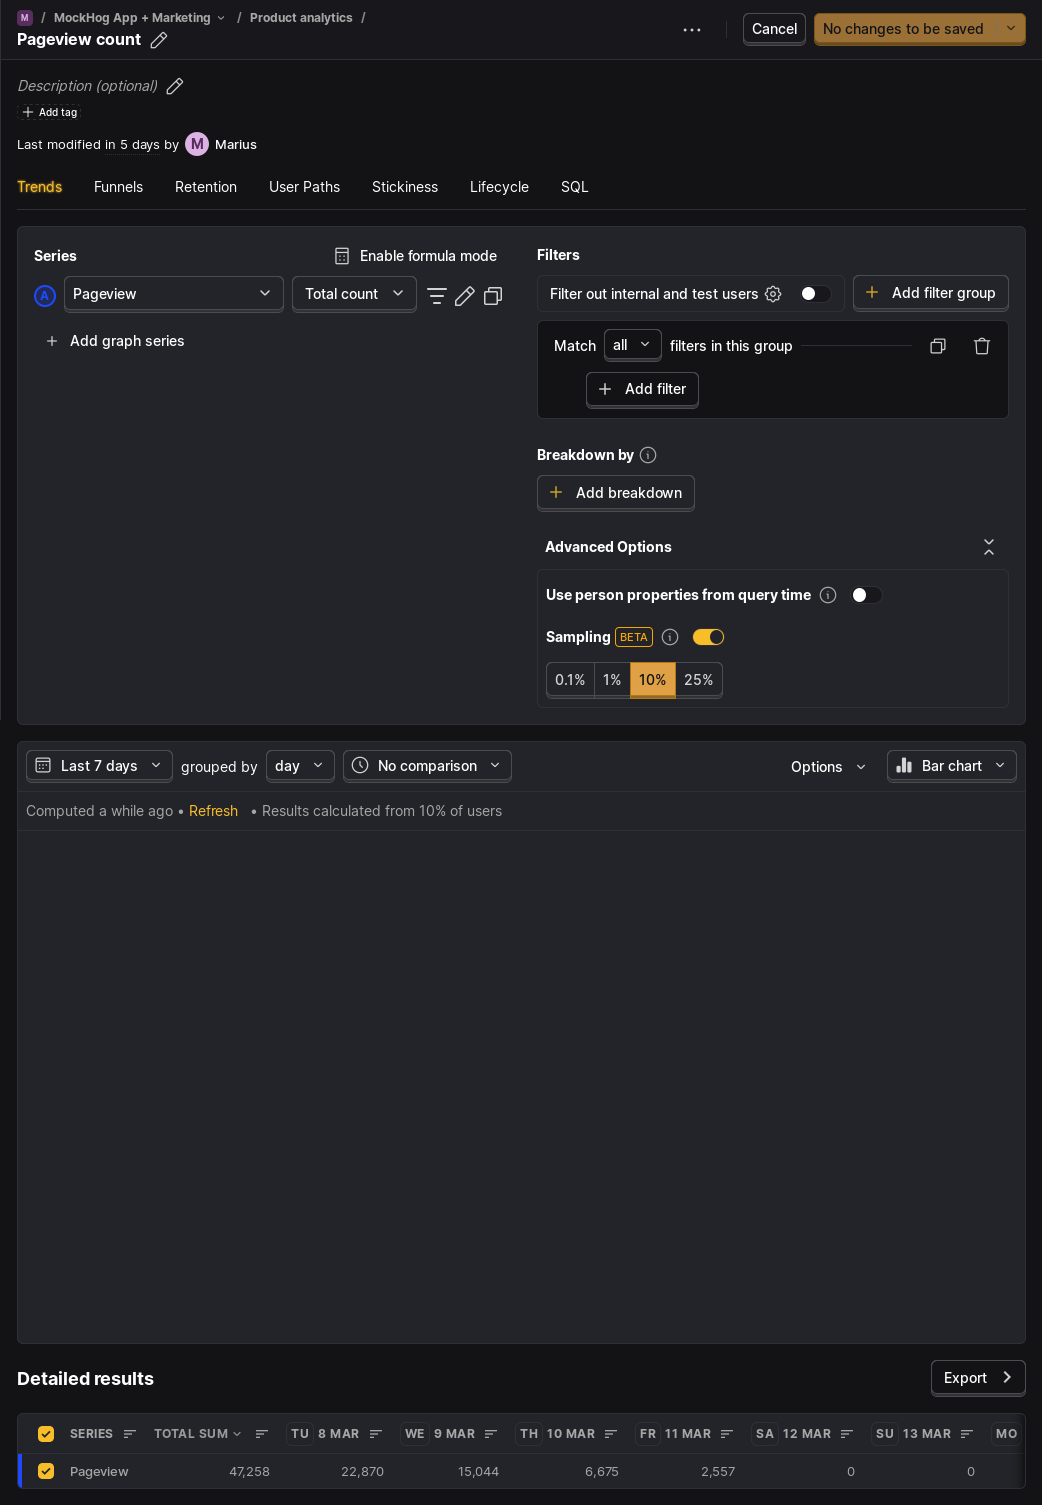 M / MockHog App + Marketing / Product analytics /
Pageview count
Cancel
No changes to be saved
Description (optional)
Add tag
Last modified in 5 days by M Marius
Trends Funnels Retention User Paths Stickiness Lifecycle SQL
Series
Enable formula mode
A Pageview Total count
Add graph series
Filters
Filter out internal and test users
Add filter group
Match all filters in this group
Add filter
Breakdown by
Add breakdown
Advanced Options
Use person properties from query time
Sampling BETA
0.1% 1% 10% 25%
Last 7 days grouped by day No comparison Options Bar chart
Computed a while ago • Refresh • Results calculated from 10% of users
Detailed results
Export
SERIES TOTAL SUM TU 8 MAR WE 9 MAR TH 10 MAR FR 11 MAR SA 12 MAR SU 13 MAR MO
Pageview 47,258 22,870 15,044 6,675 2,557 0 0